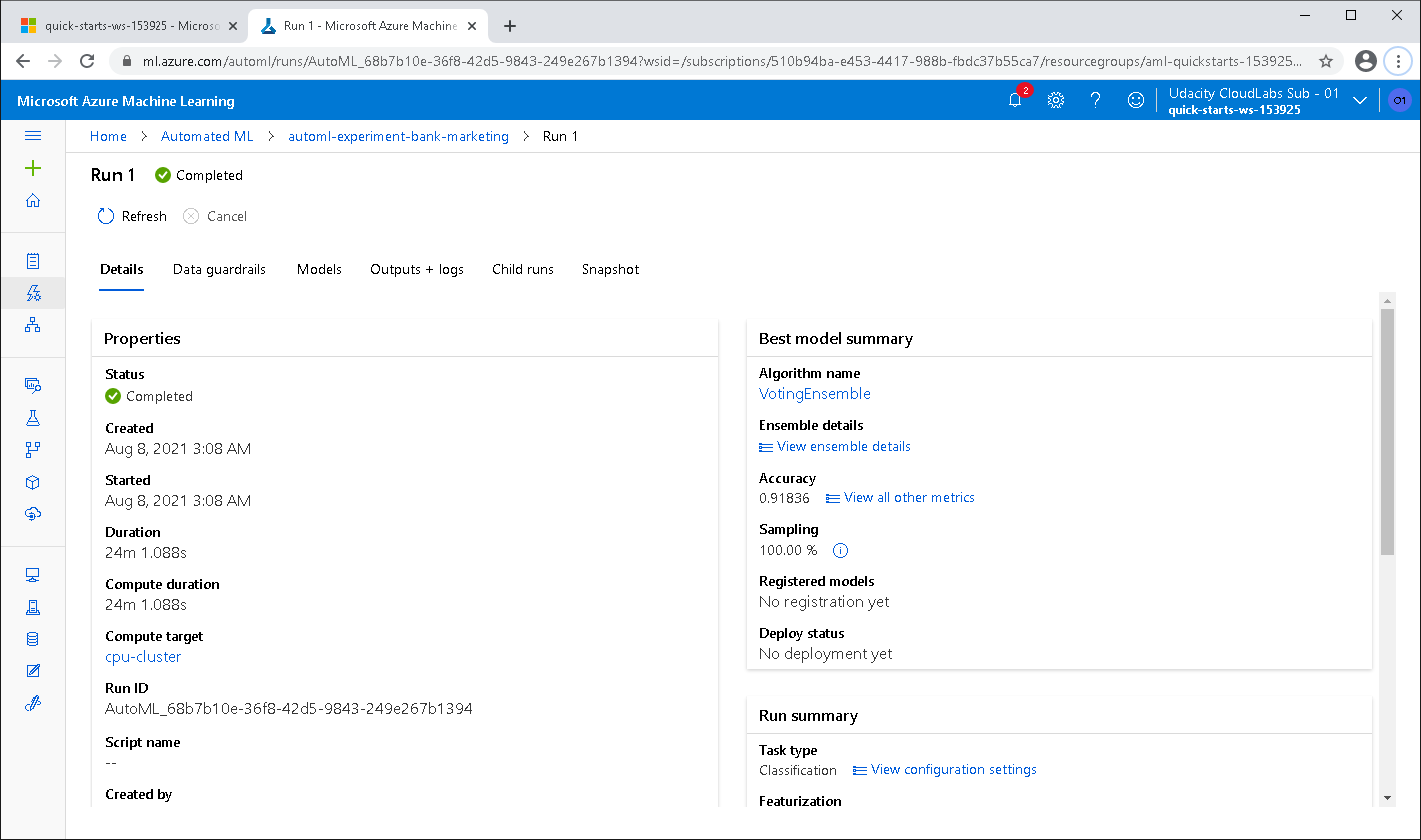 quick-starts-ws-153925 - Microso
Run 1 - Microsoft Azure Machine
ml.azure.com/automl/runs/AutoML_68b7b10e-36f8-42d5-9843-249e267b1394?wsid=/subscriptions/510b94ba-e453-4417-988b-fbdc37b55ca7/resourcegroups/aml-quickstarts-153925...
Microsoft Azure Machine Learning
2
Udacity CloudLabs Sub - 01
quick-starts-ws-153925
O1
Home > Automated ML > automl-experiment-bank-marketing > Run 1
Run 1 Completed
Refresh Cancel
Details Data guardrails Models Outputs + logs Child runs Snapshot
Properties
Status
Completed
Created
Aug 8, 2021 3:08 AM
Started
Aug 8, 2021 3:08 AM
Duration
24m 1.088s
Compute duration
24m 1.088s
Compute target
cpu-cluster
Run ID
AutoML_68b7b10e-36f8-42d5-9843-249e267b1394
Script name
--
Created by
Best model summary
Algorithm name
VotingEnsemble
Ensemble details
View ensemble details
Accuracy
0.91836 View all other metrics
Sampling
100.00 %
Registered models
No registration yet
Deploy status
No deployment yet
Run summary
Task type
Classification View configuration settings
Featurization